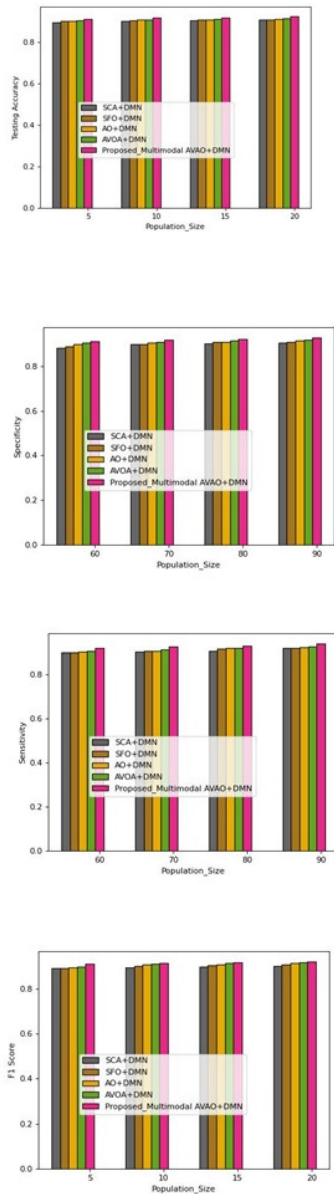 Testing Accuracy
0.8
0.6
0.4
0.2
0.0
SCA+DMN
SFO+DMN
AO+DMN
AVOA+DMN
Proposed_Multimodal AVAO+DMN
5 10 15 20
Population_Size
Specificity
0.8
0.6
0.4
0.2
0.0
SCA+DMN
SFO+DMN
AO+DMN
AVOA+DMN
Proposed_Multimodal AVAO+DMN
60 70 80 90
Population_Size
Sensitivity
0.8
0.6
0.4
0.2
0.0
SCA+DMN
SFO+DMN
AO+DMN
AVOA+DMN
Proposed_Multimodal AVAO+DMN
60 70 80 90
Population_Size
F1 Score
0.8
0.6
0.4
0.2
0.0
SCA+DMN
SFO+DMN
AO+DMN
AVOA+DMN
Proposed_Multimodal AVAO+DMN
5 10 15 20
Population_Size